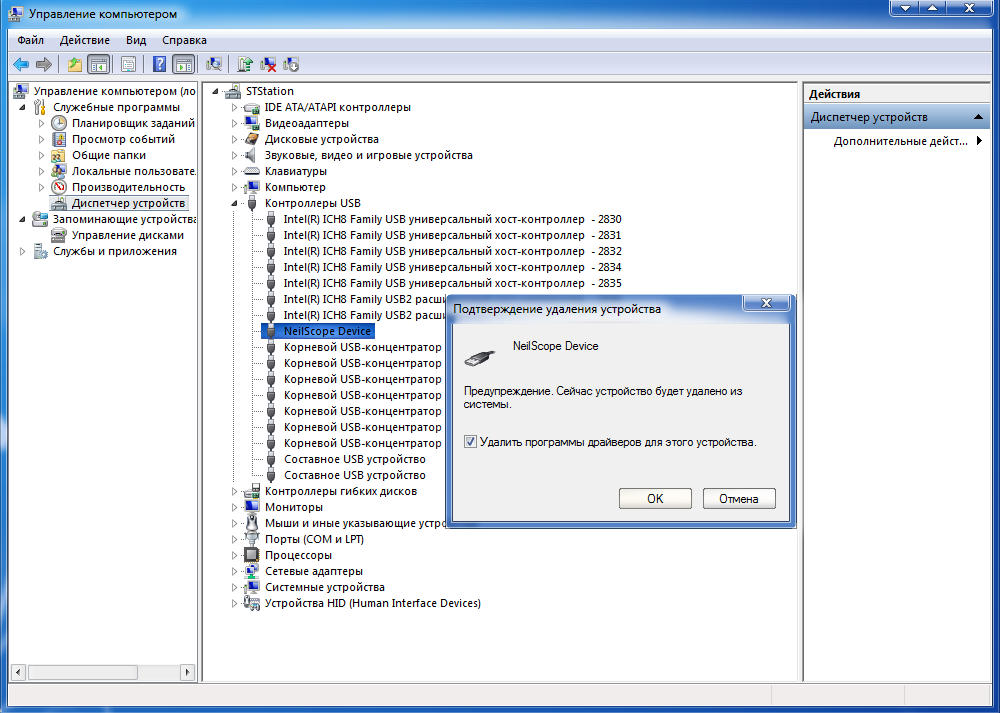 Управление компьютером
Файл Действие Вид Справка
Управление компьютером (ло
Служебные программы
Планировщик заданий
Просмотр событий
Общие папки
Локальные пользовате
Производительность
Диспетчер устройств
Запоминающие устройства
Управление дисками
Службы и приложения
STStation
IDE ATA/ATAPI контроллеры
Видеоадаптеры
Дисковые устройства
Звуковые, видео и игровые устройства
Клавиатуры
Компьютер
Контроллеры USB
Intel(R) ICH8 Family USB универсальный хост-контроллер - 2830
Intel(R) ICH8 Family USB универсальный хост-контроллер - 2831
Intel(R) ICH8 Family USB универсальный хост-контроллер - 2832
Intel(R) ICH8 Family USB универсальный хост-контроллер - 2834
Intel(R) ICH8 Family USB универсальный хост-контроллер - 2835
Intel(R) ICH8 Family USB2 расши
Intel(R) ICH8 Family USB2 расши
NeilScope Device
Корневой USB-концентратор
Корневой USB-концентратор
Корневой USB-концентратор
Корневой USB-концентратор
Корневой USB-концентратор
Корневой USB-концентратор
Корневой USB-концентратор
Составное USB устройство
Составное USB устройство
Контроллеры гибких дисков
Мониторы
Мыши и иные указывающие устро
Порты (COM и LPT)
Процессоры
Сетевые адаптеры
Системные устройства
Устройства HID (Human Interface Devices)
Подтверждение удаления устройства
NeilScope Device
Предупреждение. Сейчас устройство будет удалено из
системы.
Удалить программы драйверов для этого устройства.
OK Отмена
Действия
Диспетчер устройств
Дополнительные дейст...